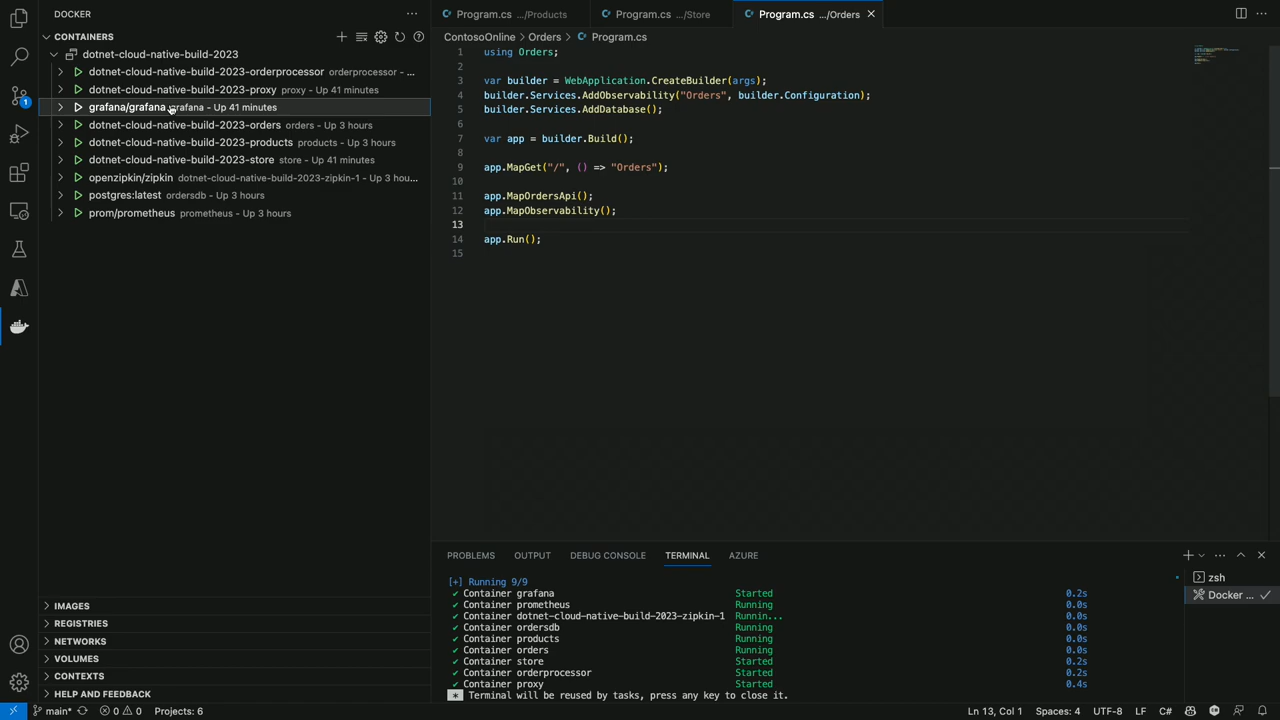 DOCKER
CONTAINERS
dotnet-cloud-native-build-2023
dotnet-cloud-native-build-2023-orderprocessor orderprocessor - ...
dotnet-cloud-native-build-2023-proxy proxy - Up 41 minutes
grafana/grafana grafana - Up 41 minutes
dotnet-cloud-native-build-2023-orders orders - Up 3 hours
dotnet-cloud-native-build-2023-products products - Up 3 hours
dotnet-cloud-native-build-2023-store store - Up 41 minutes
openzipkin/zipkin dotnet-cloud-native-build-2023-zipkin-1 - Up 3 hou...
postgres:latest ordersdb - Up 3 hours
prom/prometheus prometheus - Up 3 hours
IMAGES
REGISTRIES
NETWORKS
VOLUMES
CONTEXTS
HELP AND FEEDBACK
1
Program.cs .../Products
Program.cs .../Store
Program.cs .../Orders
ContosoOnline > Orders > Program.cs
1 using Orders;
2
3 var builder = WebApplication.CreateBuilder(args);
4 builder.Services.AddObservability("Orders", builder.Configuration);
5 builder.Services.AddDatabase();
6
7 var app = builder.Build();
8
9 app.MapGet("/", () => "Orders");
10
11 app.MapOrdersApi();
12 app.MapObservability();
13
14 app.Run();
15
PROBLEMS OUTPUT DEBUG CONSOLE TERMINAL AZURE
[+] Running 9/9
✔ Container grafana Started 0.2s
✔ Container prometheus Running 0.0s
✔ Container dotnet-cloud-native-build-2023-zipkin-1 Runnin... 0.0s
✔ Container ordersdb Running 0.0s
✔ Container products Running 0.0s
✔ Container orders Running 0.0s
✔ Container store Started 0.2s
✔ Container orderprocessor Started 0.2s
✔ Container proxy Started 0.4s
* Terminal will be reused by tasks, press any key to close it.
zsh
Docker ...
main* 0 0 Projects: 6
Ln 13, Col 1 Spaces: 4 UTF-8 LF C#